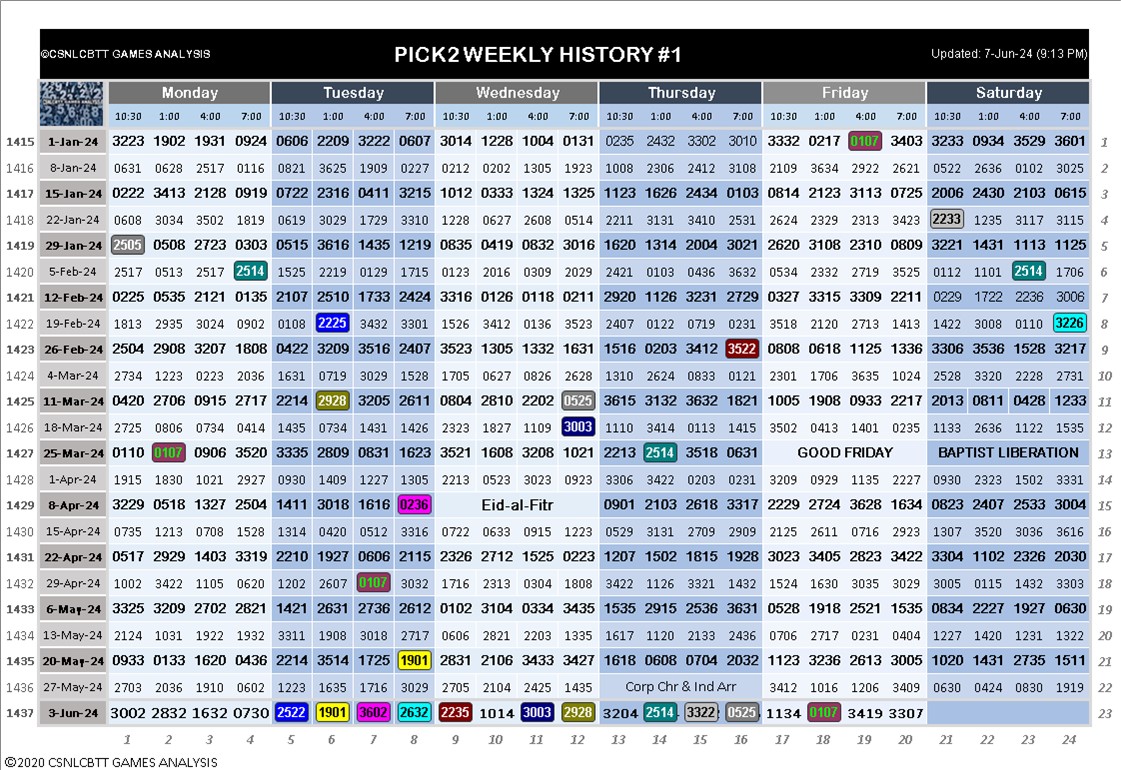 ©CSNLCBTT GAMES ANALYSIS PICK2 WEEKLY HISTORY #1 Updated: 7-Jun-24 (9:13 PM)
Monday Tuesday Wednesday Thursday Friday Saturday
10:30 1:00 4:00 7:00 10:30 1:00 4:00 7:00 10:30 1:00 4:00 7:00 10:30 1:00 4:00 7:00 10:30 1:00 4:00 7:00 10:30 1:00 4:00 7:00
1415 1-Jan-24 3223 1902 1931 0924 0606 2209 3222 0607 3014 1228 1004 0131 0235 2432 3302 3010 3332 0217 0107 3403 3233 0934 3529 3601 1
1416 8-Jan-24 0631 0628 2517 0116 0821 3625 1909 0227 0212 0202 1305 1923 1008 2306 2412 3108 2109 3634 2922 2621 0522 2636 0102 3025 2
1417 15-Jan-24 0222 3413 2128 0919 0722 2316 0411 3215 1012 0333 1324 1325 1123 1626 2434 0103 0814 2123 3113 0725 2006 2430 2103 0615 3
1418 22-Jan-24 0608 3034 3502 1819 0619 3029 1729 3310 1228 0627 2608 0514 2211 3131 3410 2531 2624 2329 2313 3423 2233 1235 3117 3115 4
1419 29-Jan-24 2505 0508 2723 0303 0515 3616 1435 1219 0835 0419 0832 3016 1620 1314 2004 3021 2620 3108 2310 0809 3221 1431 1113 1125 5
1420 5-Feb-24 2517 0513 2517 2514 1525 2219 0129 1715 0123 2016 0309 2029 2421 0103 0436 3632 0534 2332 2719 3525 0112 1101 2514 1706 6
1421 12-Feb-24 0225 0535 2121 0135 2107 2510 1733 2424 3316 0126 0118 0211 2920 1126 3231 2729 0327 3315 3309 2211 0229 1722 2236 3006 7
1422 19-Feb-24 1813 2935 3024 0902 0108 2225 3432 3301 1526 3412 0136 3523 2407 0122 0719 0231 3518 2120 2713 1413 1422 3008 0110 3226 8
1423 26-Feb-24 2504 2908 3207 1808 0422 3209 3516 2407 3523 1305 1332 1631 1516 0203 3412 3522 0808 0618 1125 1336 3306 3536 1528 3217 9
1424 4-Mar-24 2734 1223 0223 2036 1631 0719 3029 1528 1705 0627 0826 2628 1310 2624 0833 0121 2301 1706 3635 1024 2528 3320 2228 2731 10
1425 11-Mar-24 0420 2706 0915 2717 2214 2928 3205 2611 0804 2810 2202 0525 3615 3132 3632 1821 1005 1908 0933 2217 2013 0811 0428 1233 11
1426 18-Mar-24 2725 0806 0734 0414 1435 0734 1431 1426 2323 1827 1109 3003 1110 3414 0113 1415 3502 0413 1401 0235 1133 2636 1122 1535 12
1427 25-Mar-24 0110 0107 0906 3520 3335 2809 0831 1623 3521 1608 3208 1021 2213 2514 3518 0631 GOOD FRIDAY BAPTIST LIBERATION 13
1428 1-Apr-24 1915 1830 1021 2927 0930 1409 1227 1305 2213 0523 3023 0923 3306 3422 0203 0231 3209 0929 1135 2227 0930 2323 1502 3331 14
1429 8-Apr-24 3229 0518 1327 2504 1411 3018 1616 0236 Eid-al-Fitr 0901 2103 2618 3317 2229 2724 3628 1634 0823 2407 2533 3004 15
1430 15-Apr-24 0735 1213 0708 1528 1314 0420 0512 3316 0722 0633 0915 1223 0529 3131 2709 2909 2125 2611 0716 2923 1307 3520 3036 3616 16
1431 22-Apr-24 0517 2929 1403 3319 2210 1927 0606 2115 2326 2712 1525 0223 1207 1502 1815 1928 3023 3405 2823 3422 3304 1102 2326 2030 17
1432 29-Apr-24 1002 3422 1105 0620 1202 2607 0107 3032 1716 2313 0304 1808 3422 1126 3321 1432 1524 1630 3035 3029 3005 0115 1432 3303 18
1433 6-May-24 3325 3209 2702 2821 1421 2631 2736 2612 0102 3104 0334 3435 1535 2915 2536 3631 0528 1918 2521 1535 0834 2227 1927 0630 19
1434 13-May-24 2124 1031 1922 1932 3311 1908 3018 2717 0606 2821 2203 1335 1617 1120 2133 2436 0706 2717 0231 0404 1227 1420 1231 1322 20
1435 20-May-24 0933 0133 1620 0436 2214 3514 1725 1901 2831 2106 3433 3427 1618 0608 0704 2032 1123 3236 2613 3005 1020 1431 2735 1511 21
1436 27-May-24 2703 2036 1910 0602 1223 1635 1716 3029 2705 2104 2425 1435 Corp Chr & Ind Arr 3412 1016 1206 3409 0630 0424 0830 1919 22
1437 3-Jun-24 3002 2832 1632 0730 2522 1901 3602 2632 2235 1014 3003 2928 3204 2514 3322 0525 1134 0107 3419 3307 23
1 2 3 4 5 6 7 8 9 10 11 12 13 14 15 16 17 18 19 20 21 22 23 24
©2020 CSNLCBTT GAMES ANALYSIS